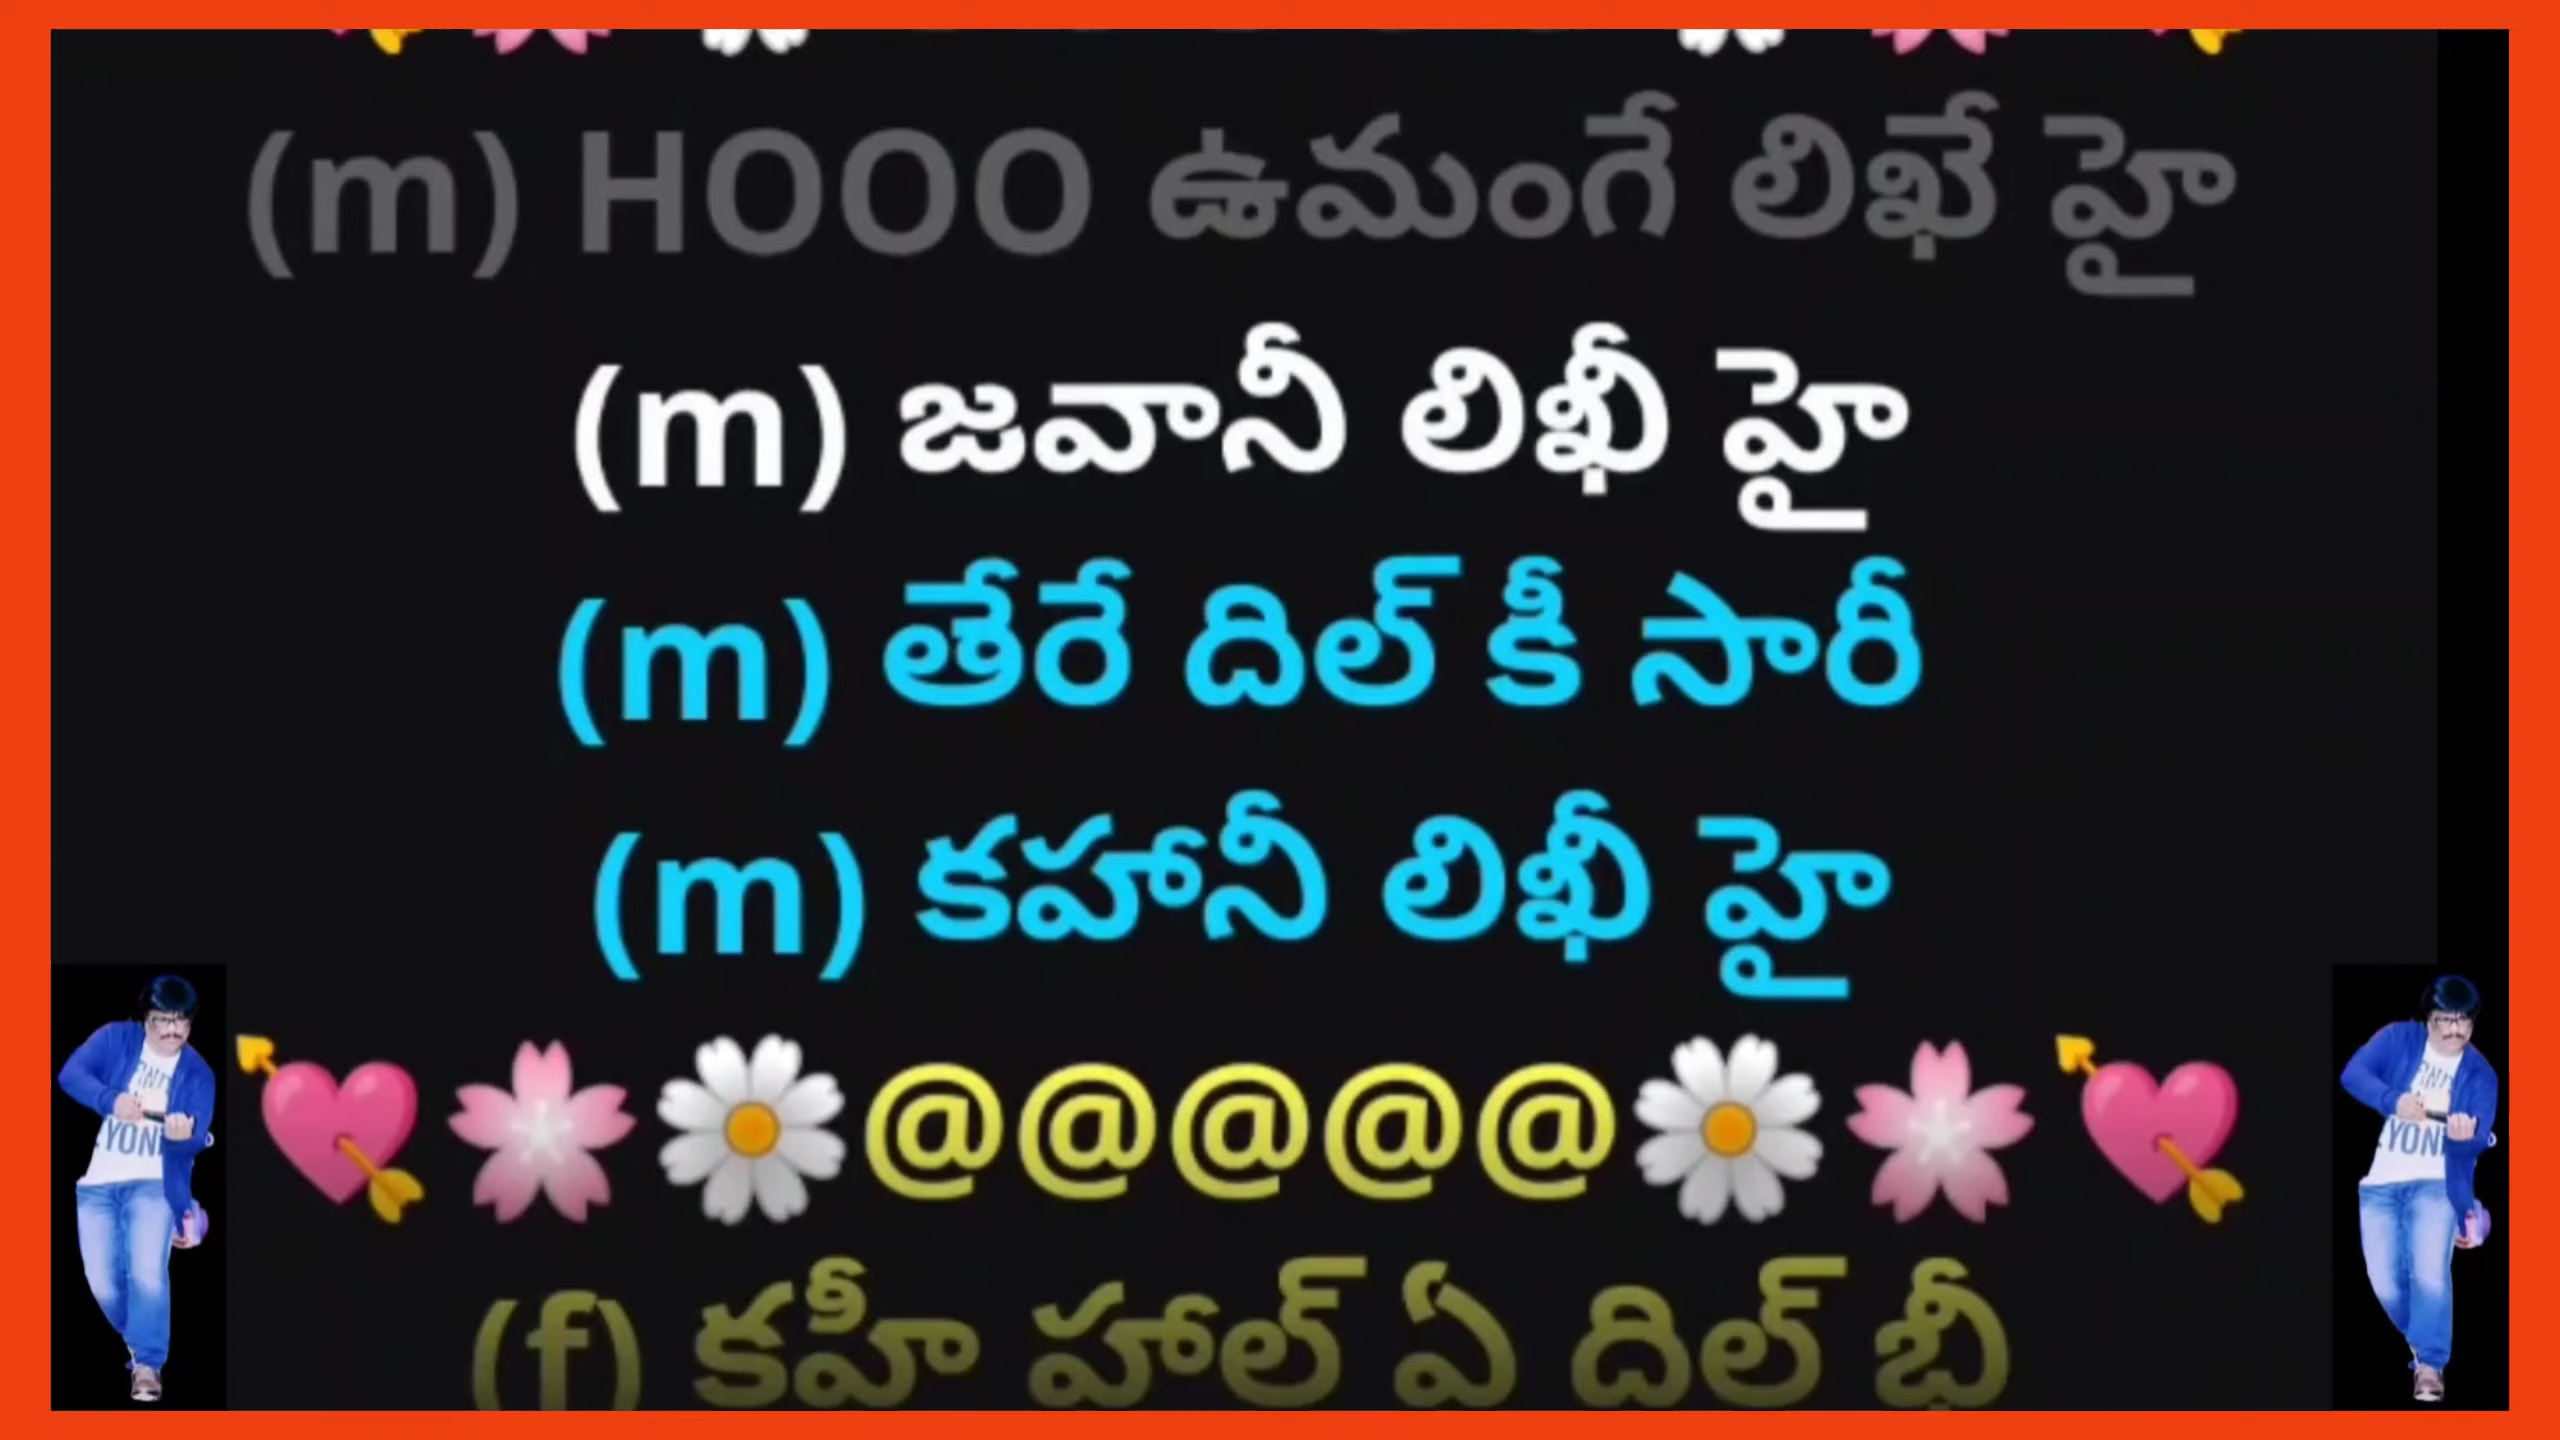 (m) HOOO ఉమంగే లిఖే హై
(m) జవానీ లిఖీ హై
(m) తేరే దిల్ కీ సారీ
(m) కహానీ లిఖీ హై
💘🌸🌼@@@@@🌼🌸💘
(f) కహీ హాల్ ఏ దిల్ భీ